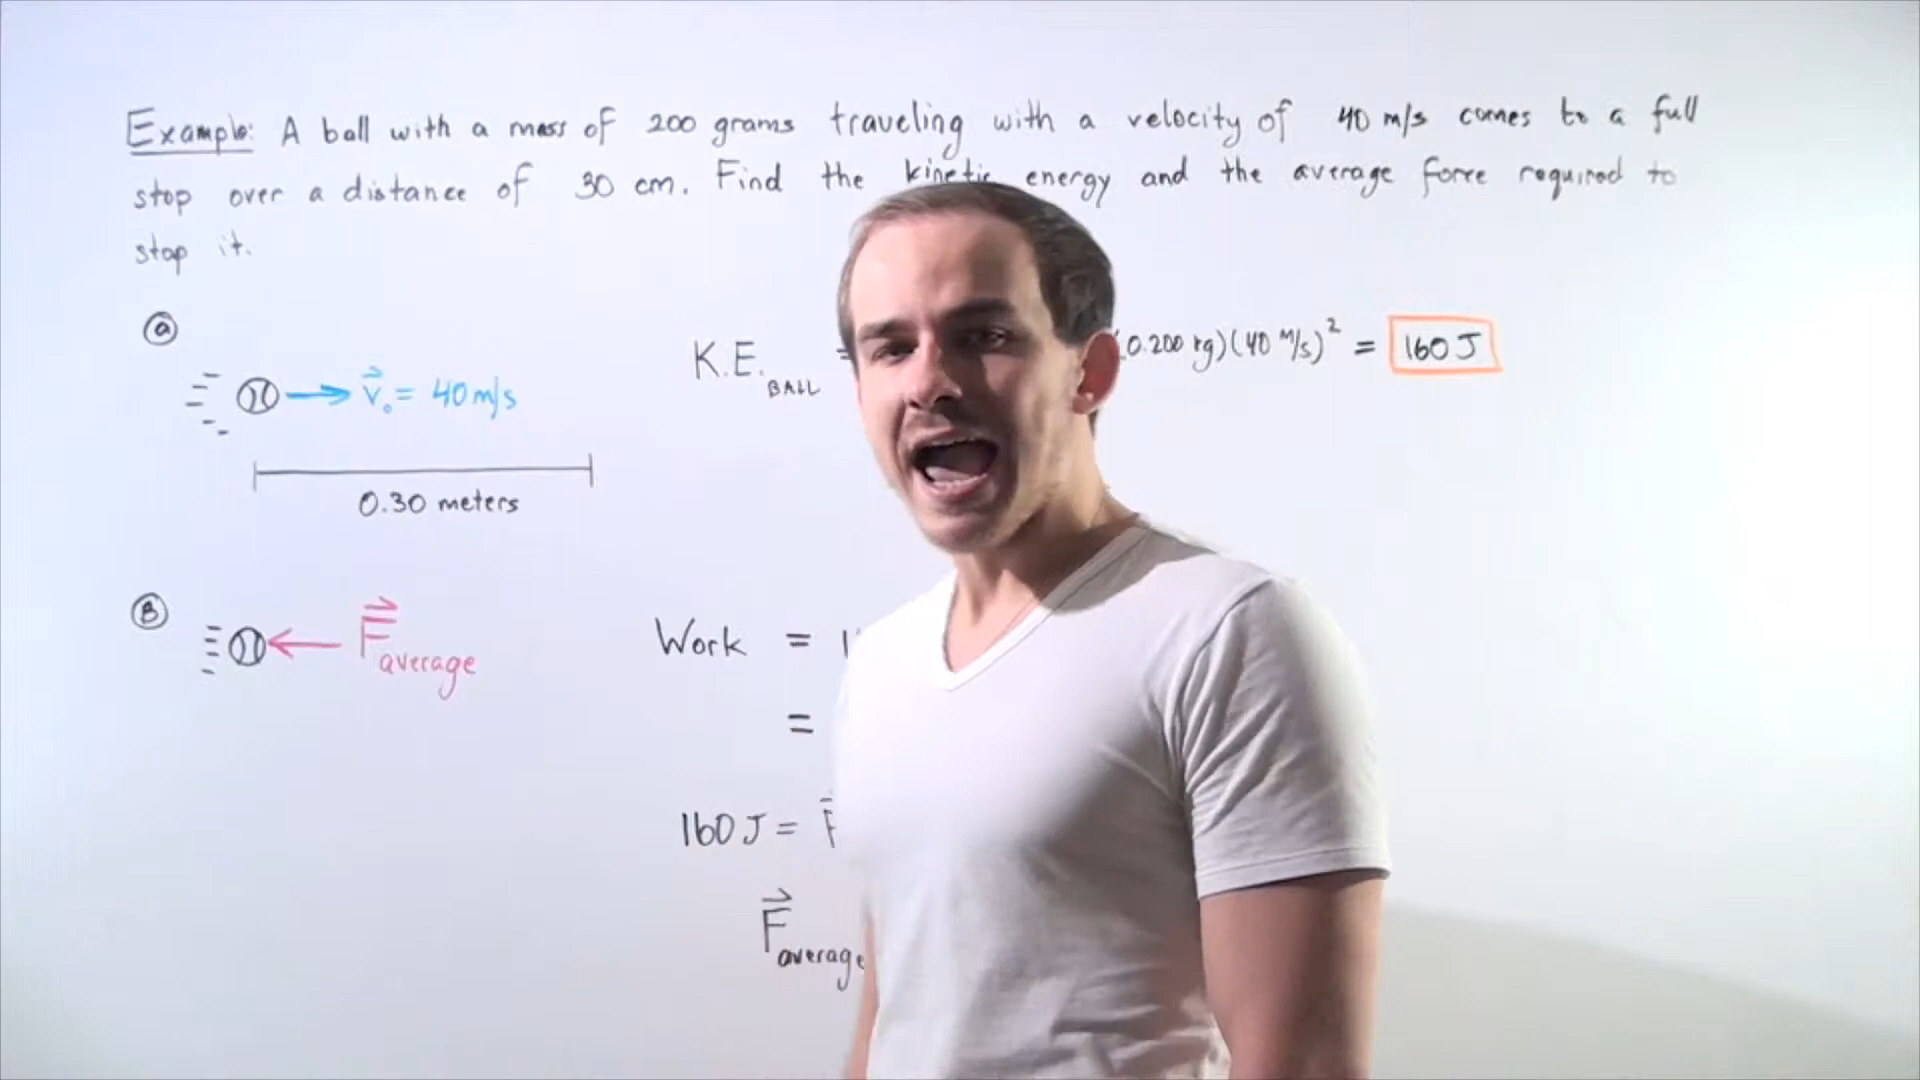 Example: A ball with a mass of 200 grams traveling with a velocity of 40 m/s comes to a full
stop over a distance of 30 cm. Find the kinetic energy and the average force required to
stop it.
A
K.E. BALL = (0.200 kg)(40 m/s)² = 160 J
v⃗₀ = 40 m/s
0.30 meters
B
F⃗average
Work =
=
160 J =
F⃗average